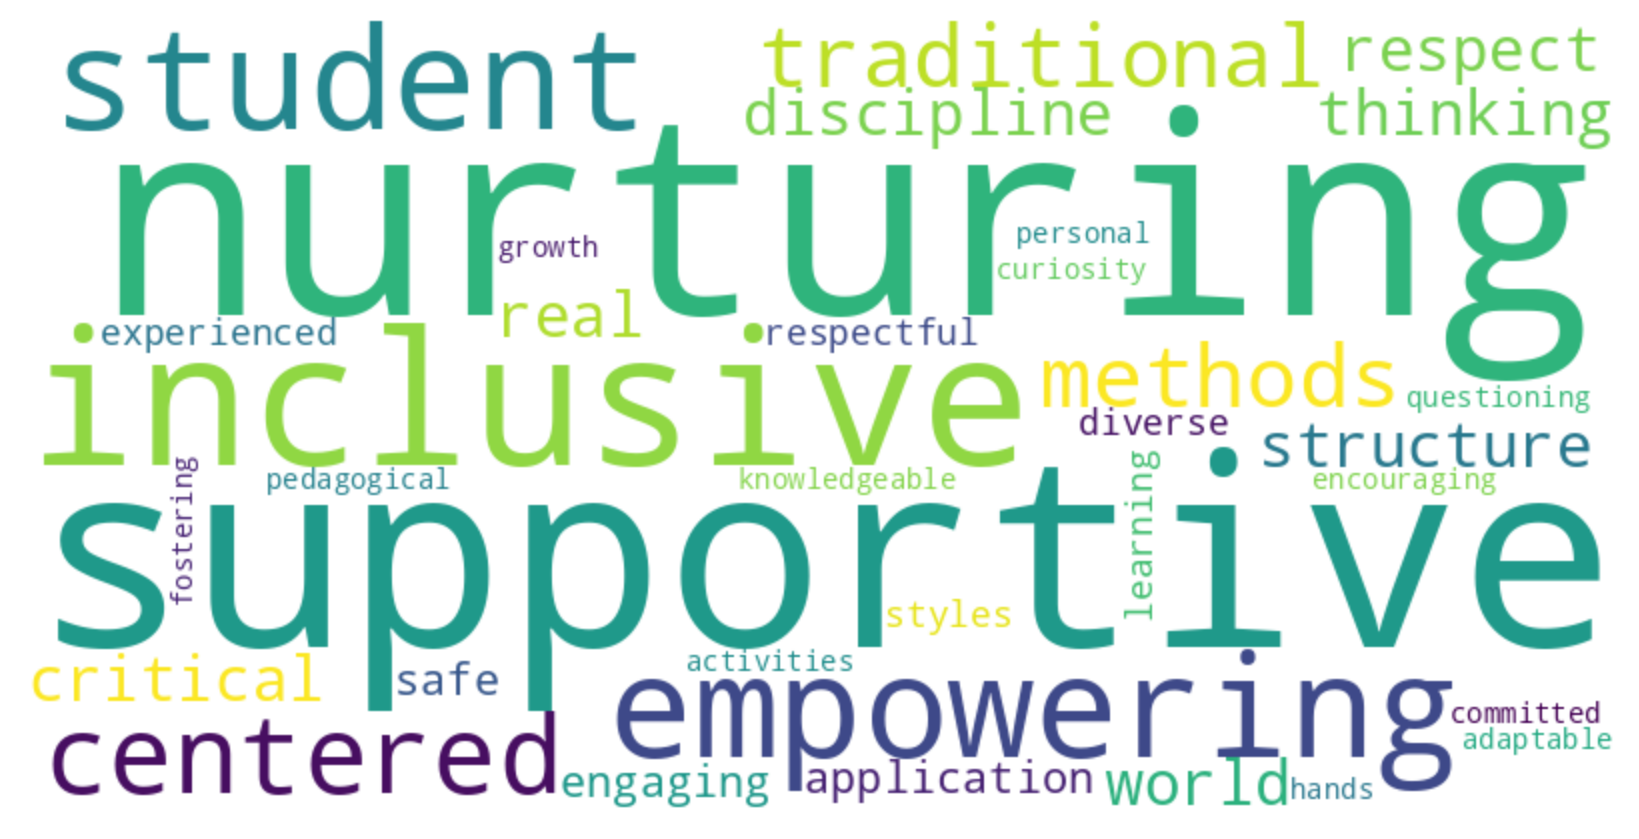 student
traditional
respect
discipline
thinking
nurturing
growth
personal
curiosity
real
experienced
respectful
inclusive
methods
questioning
diverse
structure
pedagogical
knowledgeable
encouraging
fostering
learning
supportive
styles
critical
safe
activities
empowering
committed
adaptable
centered
engaging
application
world
hands